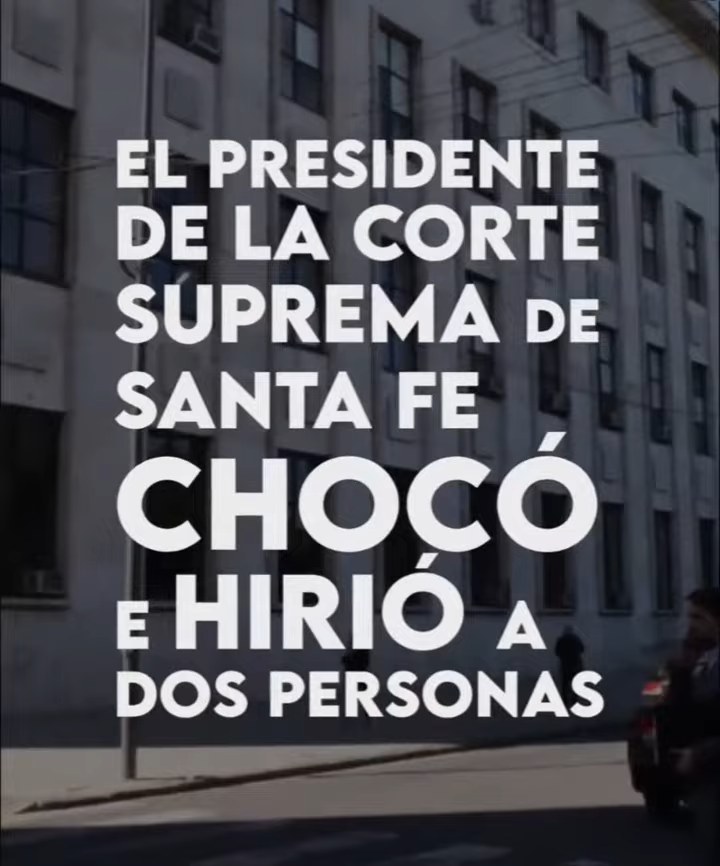 EL PRESIDENTE
DE LA CORTE
SUPREMA DE
SANTA FE
CHOCÓ
E HIRIÓ A
DOS PERSONAS